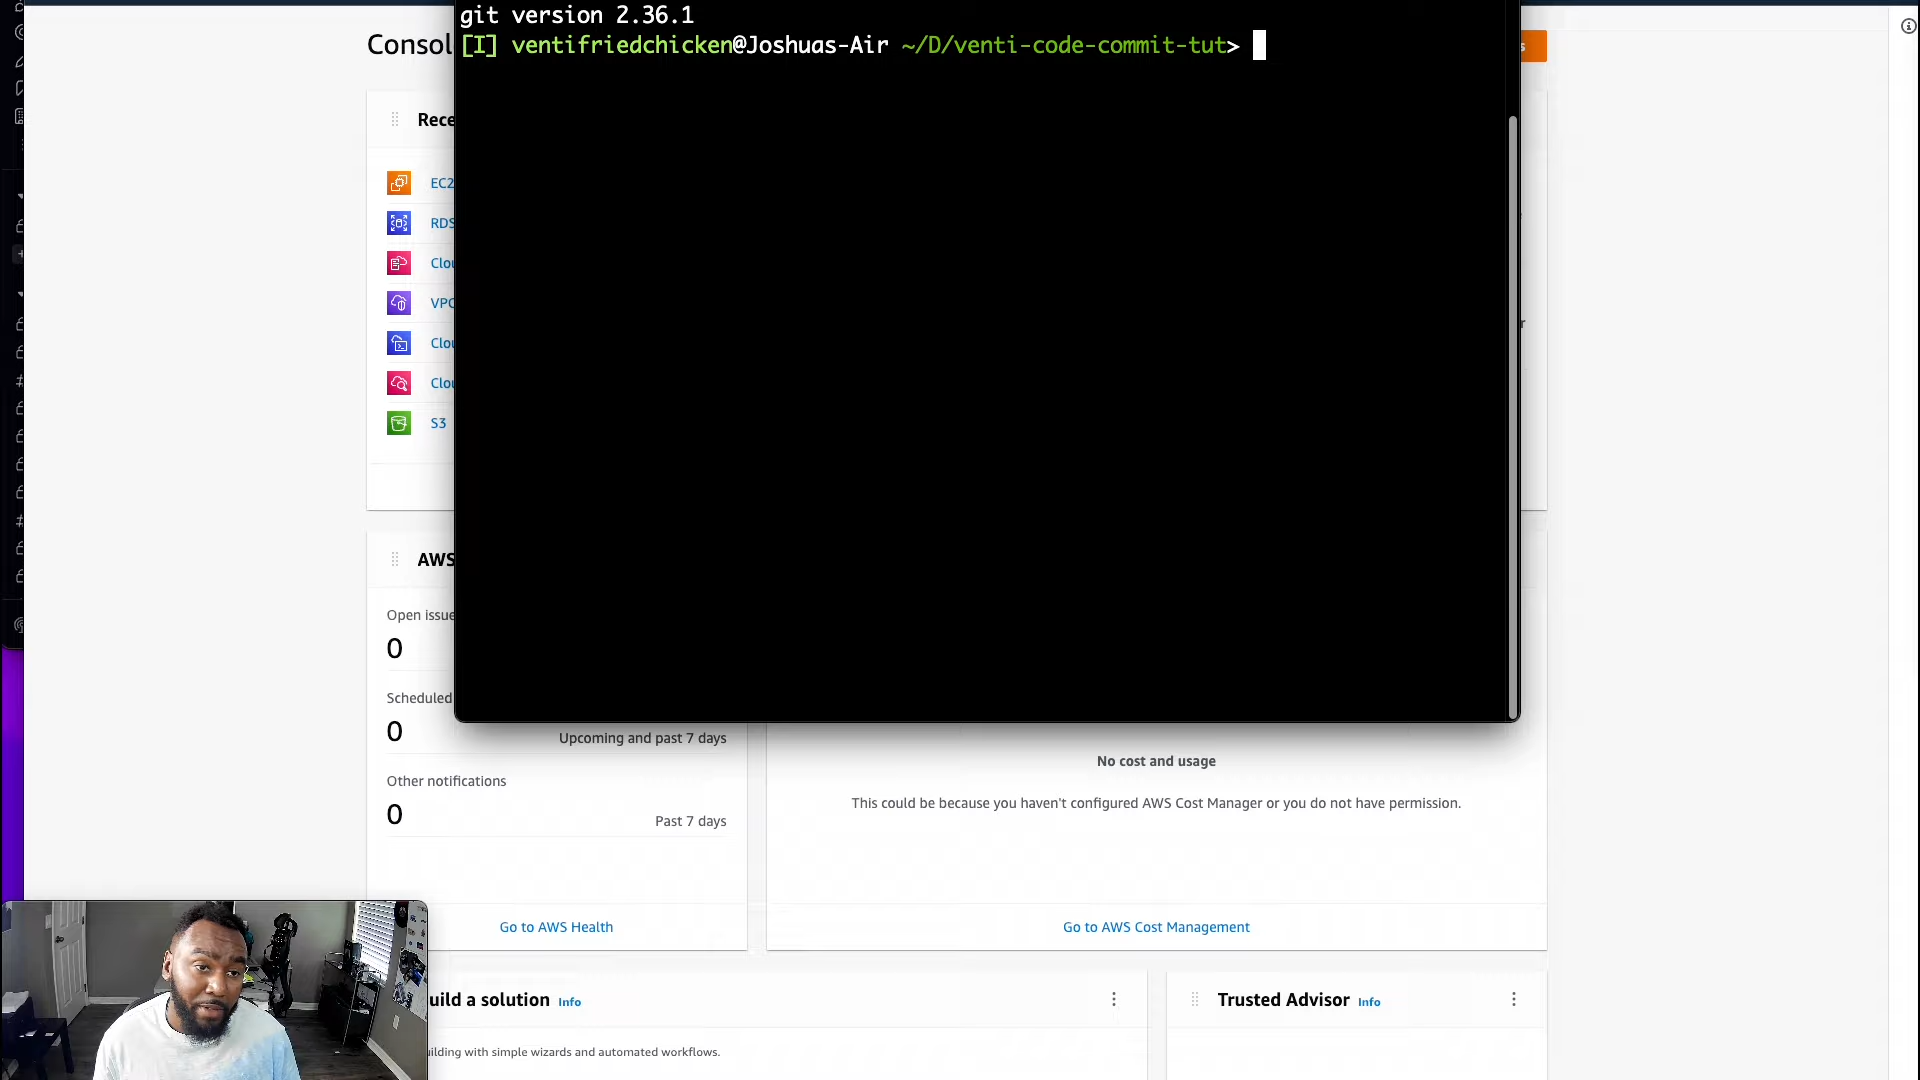 git version 2.36.1
[I] ventifriedchicken@Joshuas-Air ~/D/venti-code-commit-tut>
Consol
s
Rece
EC2
RDS
Clou
VPC
Clou
Clou
S3
r
AWS
Open issue
0
Scheduled
0
Upcoming and past 7 days
Other notifications
0
Past 7 days
Go to AWS Health
No cost and usage
This could be because you haven't configured AWS Cost Manager or you do not have permission.
Go to AWS Cost Management
uild a solution Info
uilding with simple wizards and automated workflows.
Trusted Advisor Info